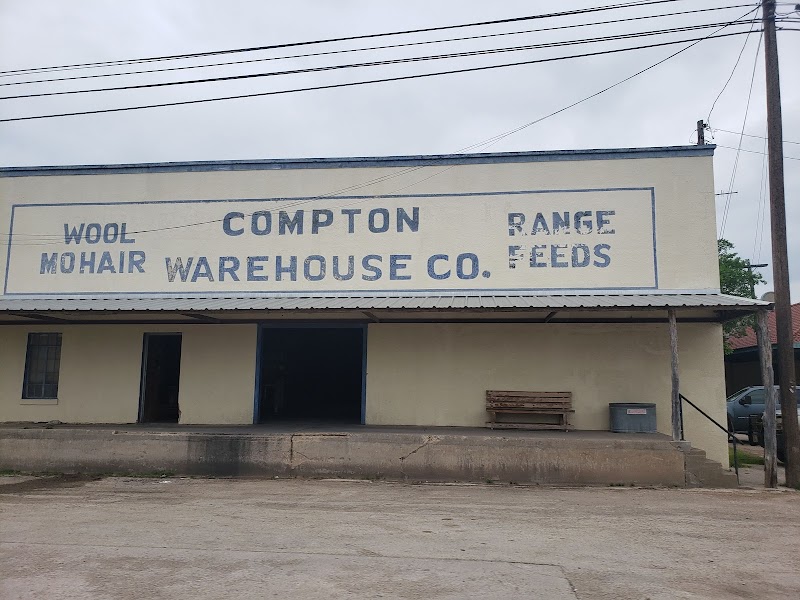 WOOL
MOHAIR
COMPTON
WAREHOUSE CO.
RANGE
FEEDS